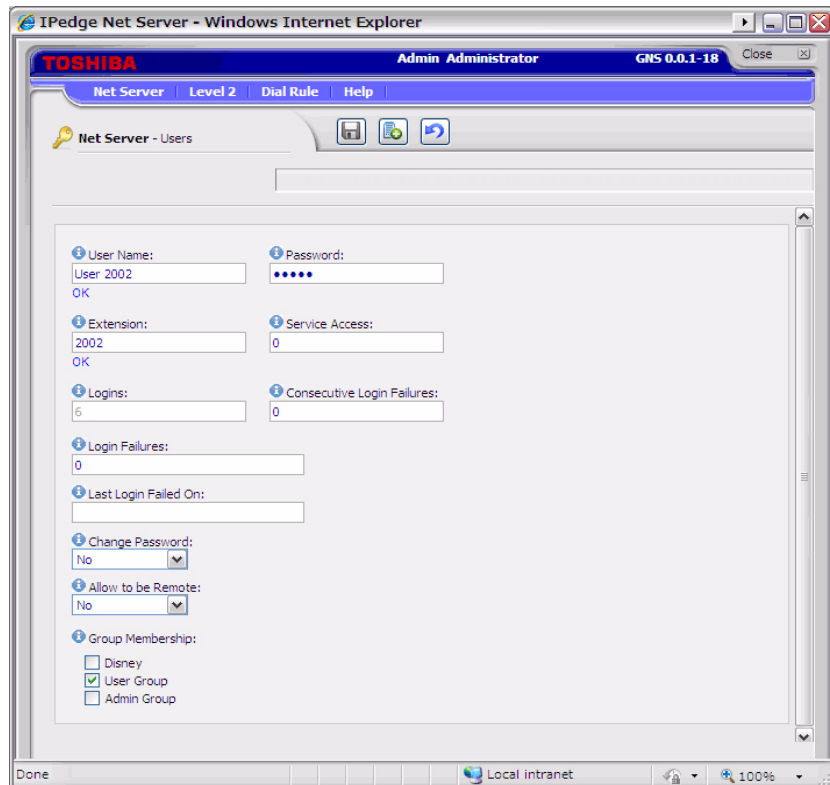 IPedge Net Server - Windows Internet Explorer
TOSHIBA Admin Administrator GNS 0.0.1-18 Close
Net Server Level 2 Dial Rule Help
Net Server - Users
User Name: Password:
User 2002 •••••
OK
Extension: Service Access:
2002 0
OK
Logins: Consecutive Login Failures:
6 0
Login Failures:
0
Last Login Failed On:
Change Password:
No
Allow to be Remote:
No
Group Membership:
Disney
User Group
Admin Group
Done Local intranet 100%